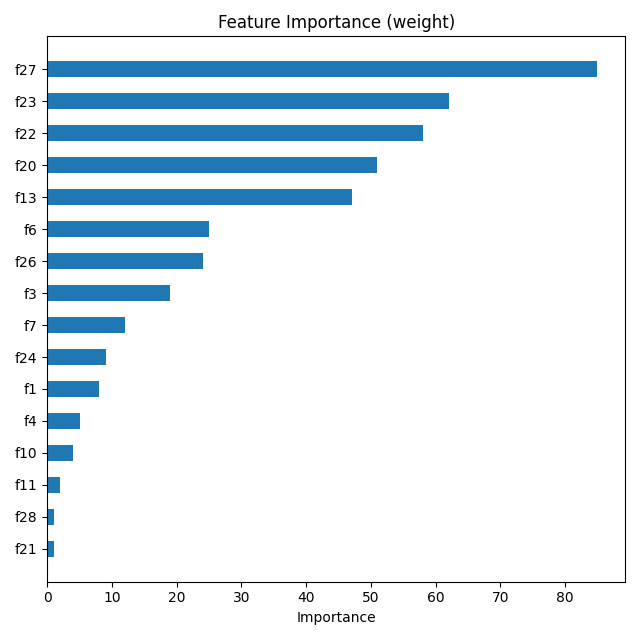 Feature Importance (weight)
f27
f23
f22
f20
f13
f6
f26
f3
f7
f24
f1
f4
f10
f11
f28
f21
0 10 20 30 40 50 60 70 80
Importance